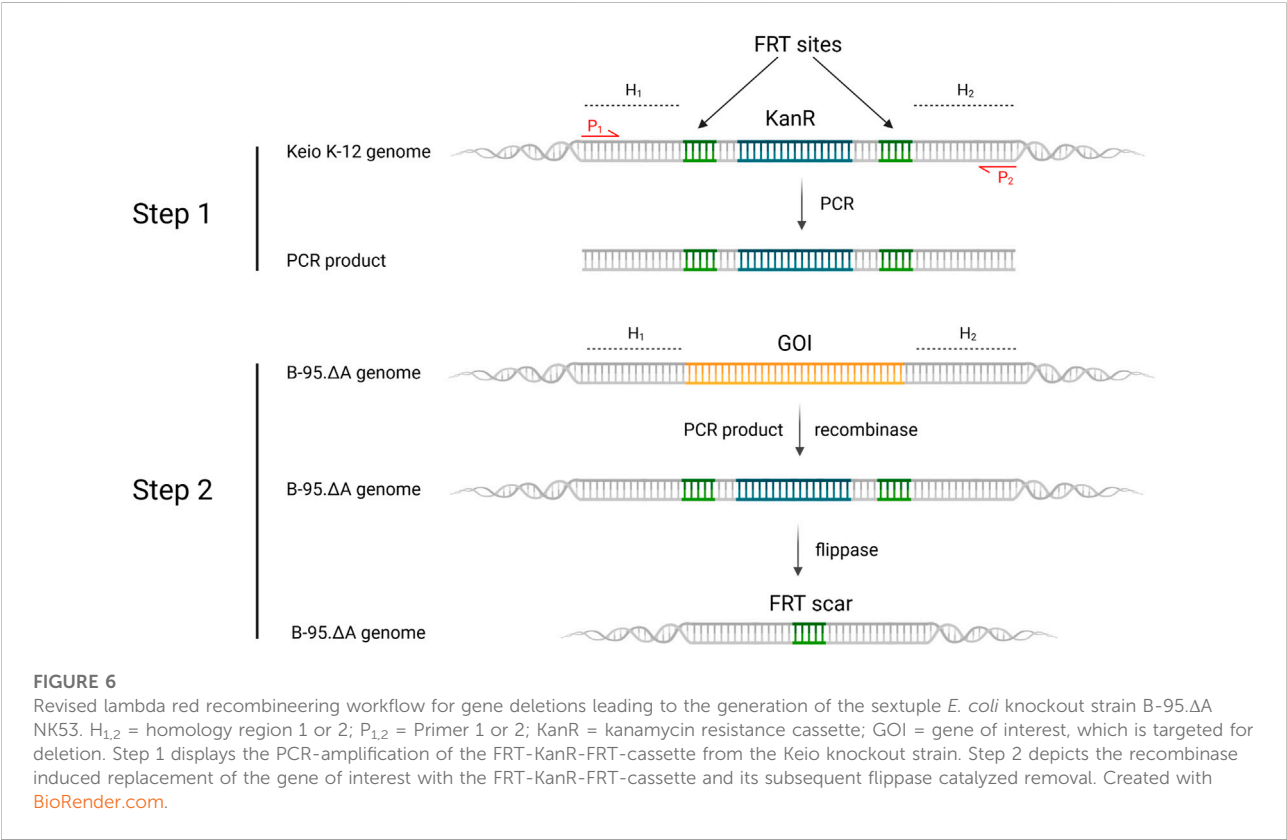 FRT sites
H₁
H₂
KanR
P₁
Keio K-12 genome
P₂
Step 1
PCR
PCR product
H₁
GOI
H₂
B-95.ΔA genome
PCR product
recombinase
Step 2
B-95.ΔA genome
flippase
FRT scar
B-95.ΔA genome
FIGURE 6
Revised lambda red recombineering workflow for gene deletions leading to the generation of the sextuple E. coli knockout strain B-95.ΔA
NK53. H₁,₂ = homology region 1 or 2; P₁,₂ = Primer 1 or 2; KanR = kanamycin resistance cassette; GOI = gene of interest, which is targeted for
deletion. Step 1 displays the PCR-amplification of the FRT-KanR-FRT-cassette from the Keio knockout strain. Step 2 depicts the recombinase
induced replacement of the gene of interest with the FRT-KanR-FRT-cassette and its subsequent flippase catalyzed removal. Created with
BioRender.com.